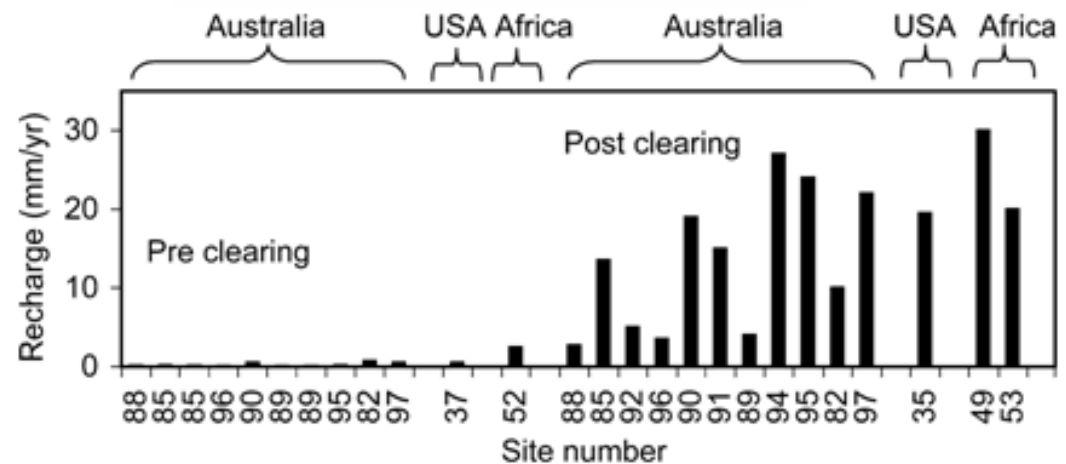 Australia USA Africa Australia USA Africa
30
20
10
0
Recharge (mm/yr)
Pre clearing
Post clearing
88 85 85 96 90 89 89 95 82 97 37 52 88 85 92 96 90 91 89 94 95 82 97 35 49 53
Site number